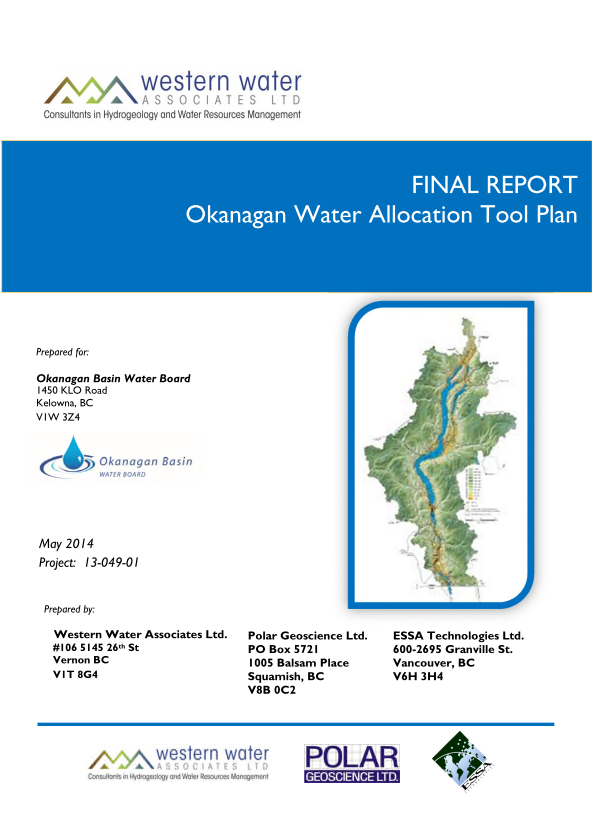 western water
ASSOCIATES LTD
Consultants in Hydrogeology and Water Resources Management
FINAL REPORT
Okanagan Water Allocation Tool Plan
Prepared for:
Okanagan Basin Water Board
1450 KLO Road
Kelowna, BC
V1W 3Z4
Okanagan Basin
WATER BOARD
May 2014
Project: 13-049-01
Prepared by:
Western Water Associates Ltd.
#106 5145 26th St
Vernon BC
V1T 8G4
Polar Geoscience Ltd.
PO Box 5721
1005 Balsam Place
Squamish, BC
V8B 0C2
ESSA Technologies Ltd.
600-2695 Granville St.
Vancouver, BC
V6H 3H4
western water
ASSOCIATES LTD
Consultants in Hydrogeology and Water Resources Management
POLAR
GEOSCIENCE LTD.
ESSA